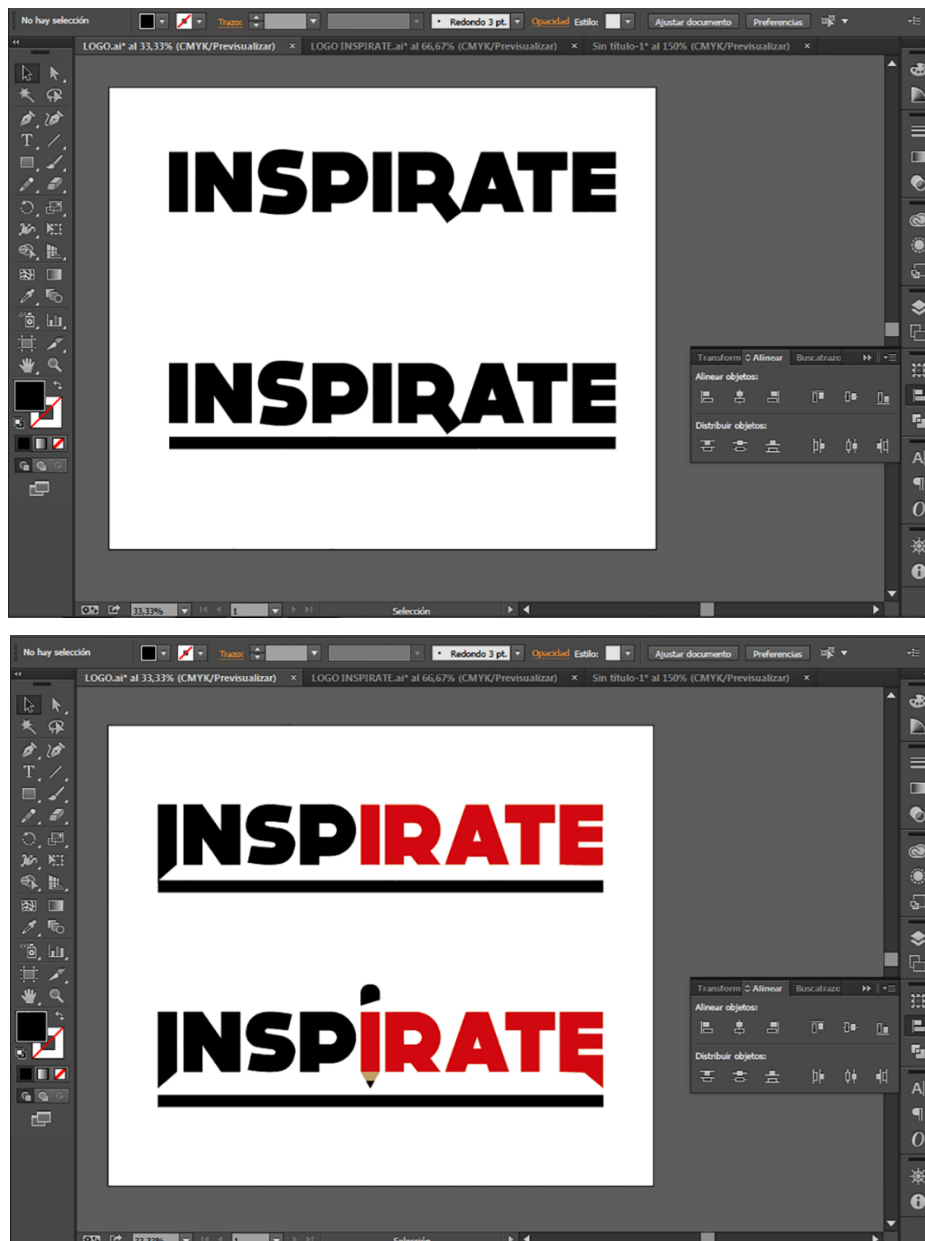 No hay selección Trazo: Redondo 3 pt. Opacidad Estilo: Ajustar documento Preferencias
LOGO.ai* al 33,33% (CMYK/Previsualizar) × LOGO INSPIRATE.ai* al 66,67% (CMYK/Previsualizar) × Sin título-1* al 150% (CMYK/Previsualizar) ×
INSPIRATE
Transform Alinear Buscatrazo
Alinear objetos:
INSPIRATE
Distribuir objetos:
33,33% 1 Selección
No hay selección Trazo: Redondo 3 pt. Opacidad Estilo: Ajustar documento Preferencias
LOGO.ai* al 33,33% (CMYK/Previsualizar) × LOGO INSPIRATE.ai* al 66,67% (CMYK/Previsualizar) × Sin título-1* al 150% (CMYK/Previsualizar) ×
INSPIRATE
Transform Alinear Buscatrazo
Alinear objetos:
INSPIRATE
Distribuir objetos:
33,33% 1 Selección